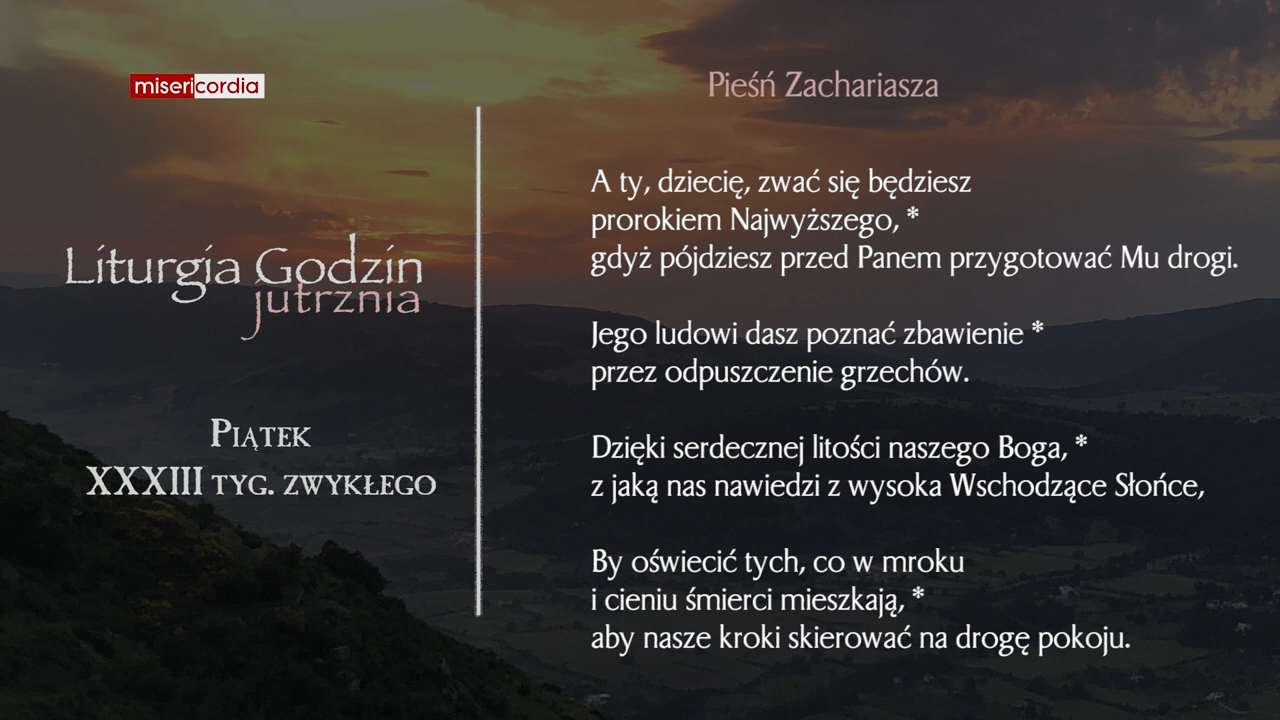 misericordia
Liturgia Godzin
jutrznia
Piątek
XXXIII tyg. zwykłego
Pieśń Zachariasza
A ty, dziecię, zwać się będziesz
prorokiem Najwyższego, *
gdyż pójdziesz przed Panem przygotować Mu drogi.
Jego ludowi dasz poznać zbawienie *
przez odpuszczenie grzechów.
Dzięki serdecznej litości naszego Boga, *
z jaką nas nawiedzi z wysoka Wschodzące Słońce,
By oświecić tych, co w mroku
i cieniu śmierci mieszkają, *
aby nasze kroki skierować na drogę pokoju.